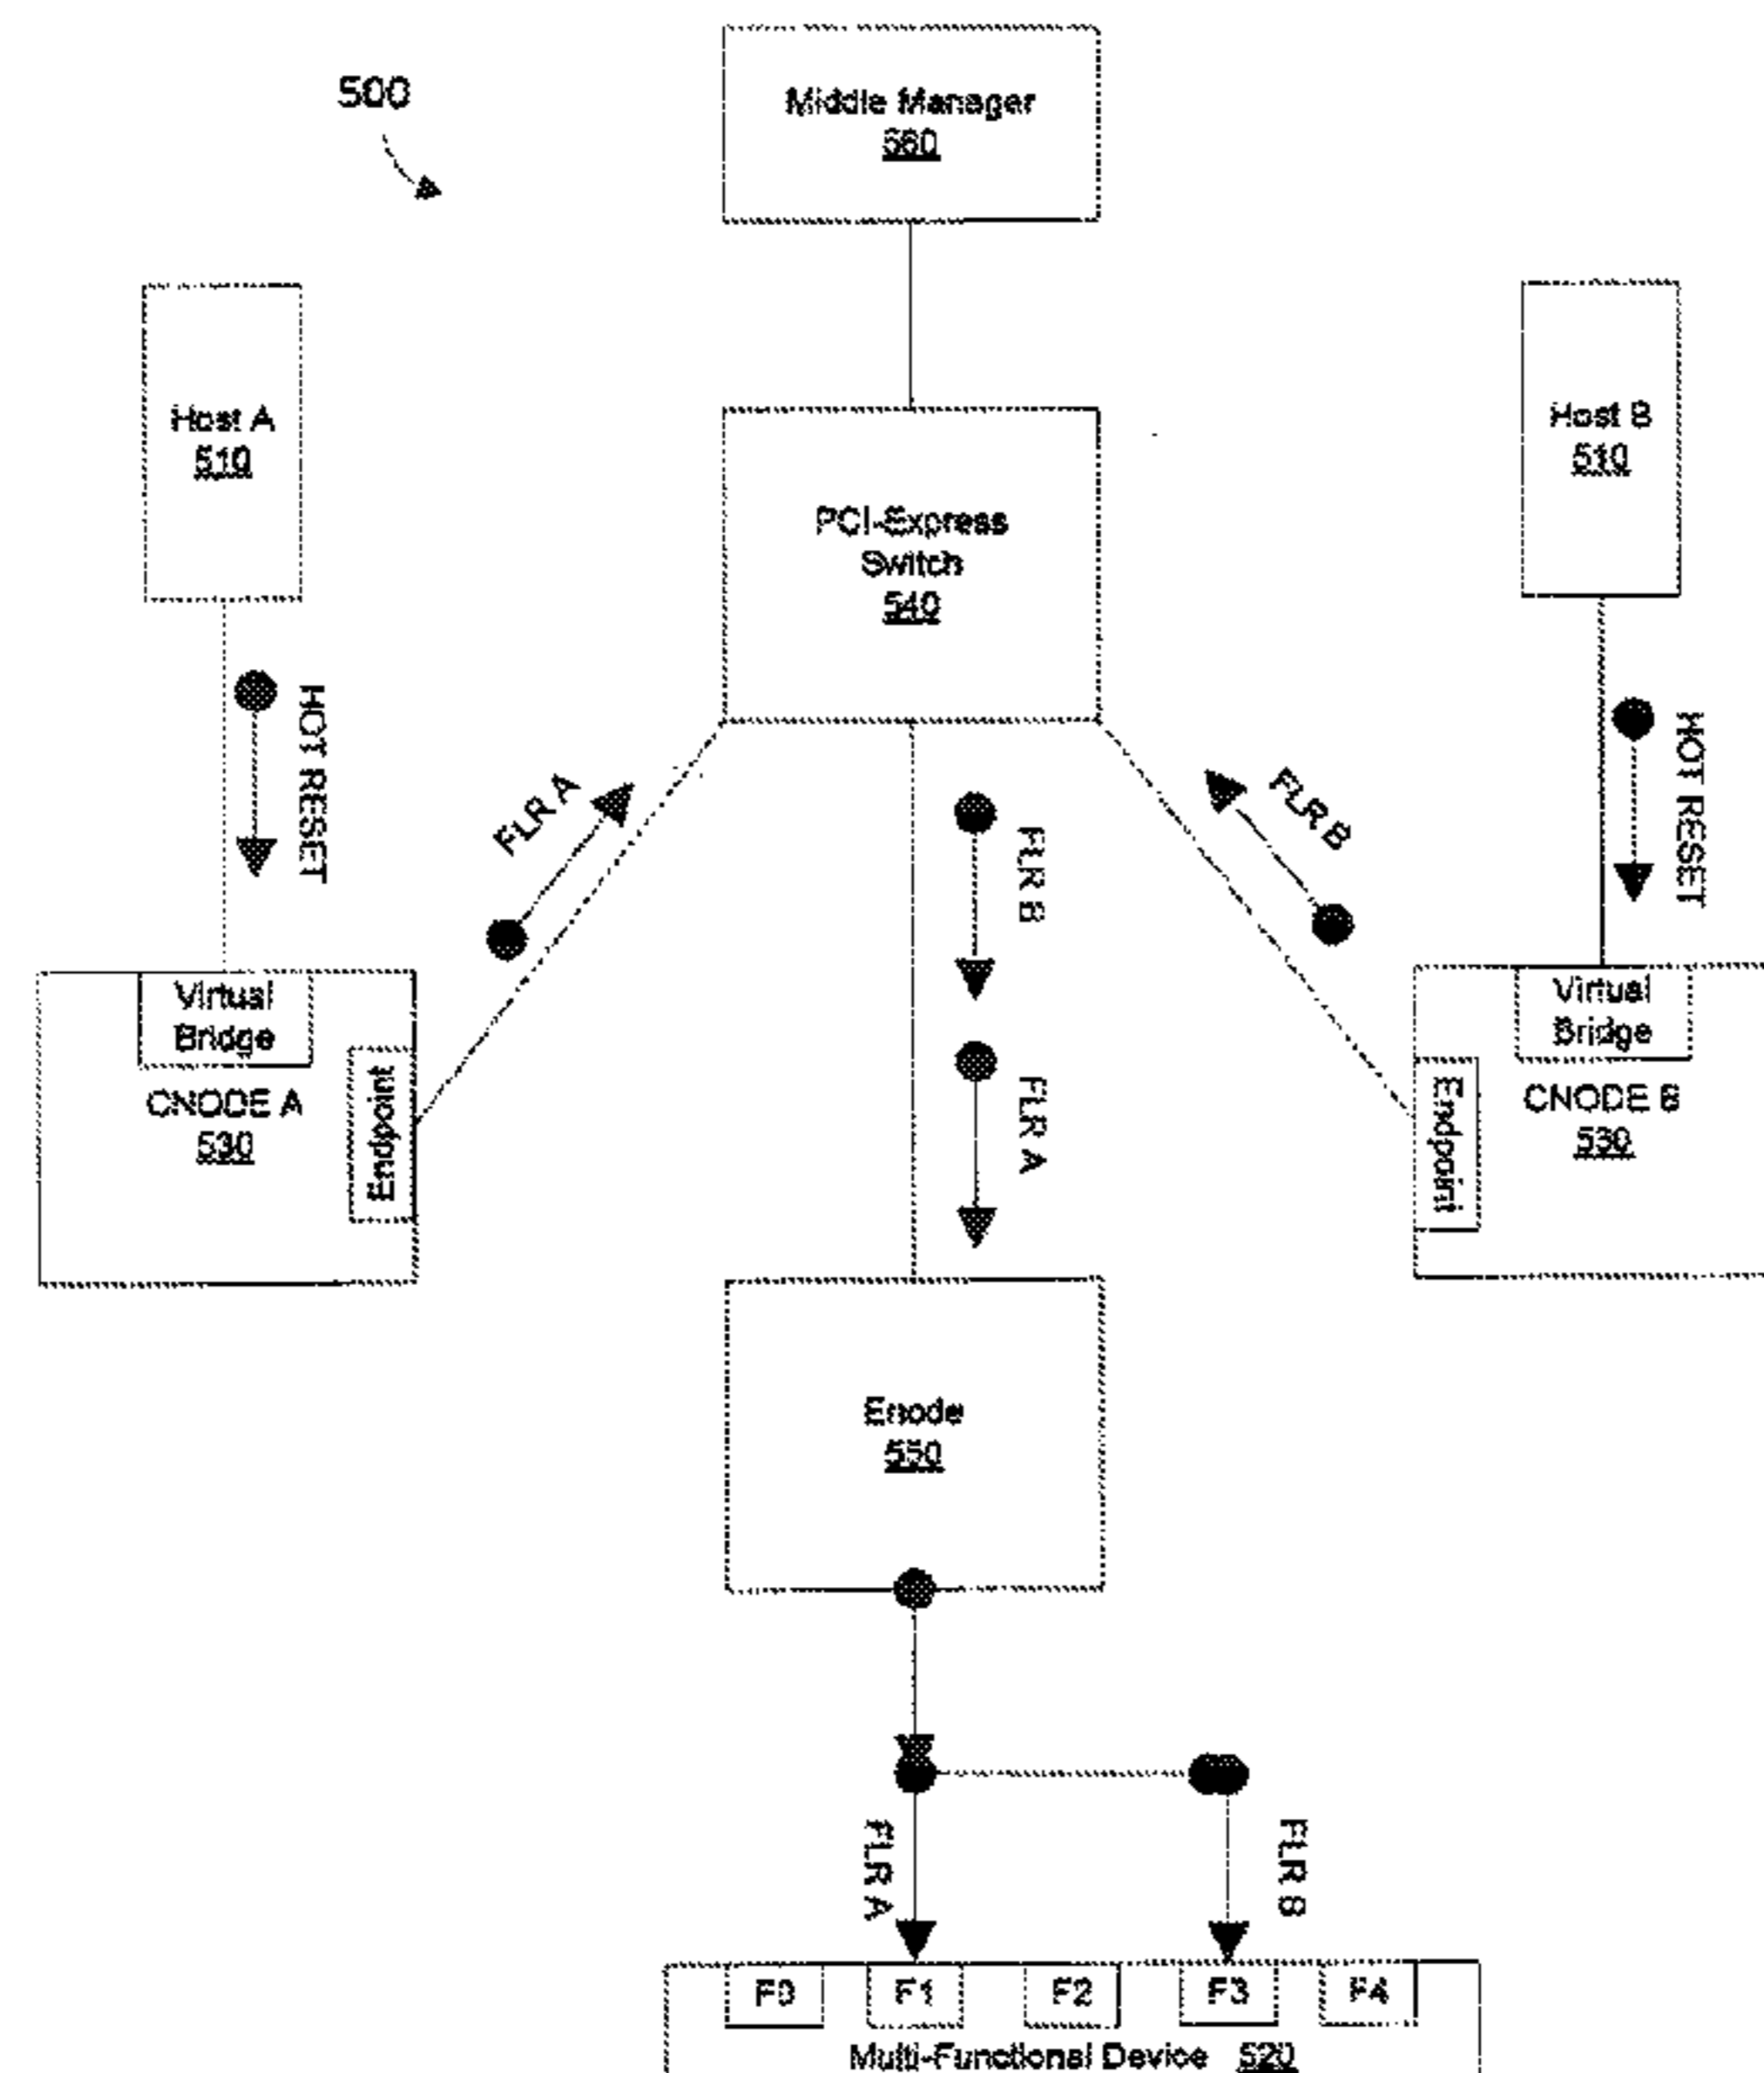 500
Middle Manager
560
Host A
510
Host B
510
PCI-Express
Switch
540
HOT RESET
FLR A
FLR B
FLR B
HOT RESET
FLR A
Virtual
Bridge
CNODE A
530
Endpoint
Virtual
Bridge
CNODE B
530
Endpoint
Enode
550
FLR A
FLR B
F0
F1
F2
F3
F4
Multi-Functional Device 520